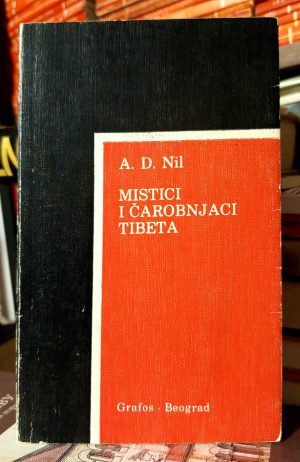 A. D. Nil
MISTICI
I ČAROBNJACI
TIBETA
Grafos - Beograd